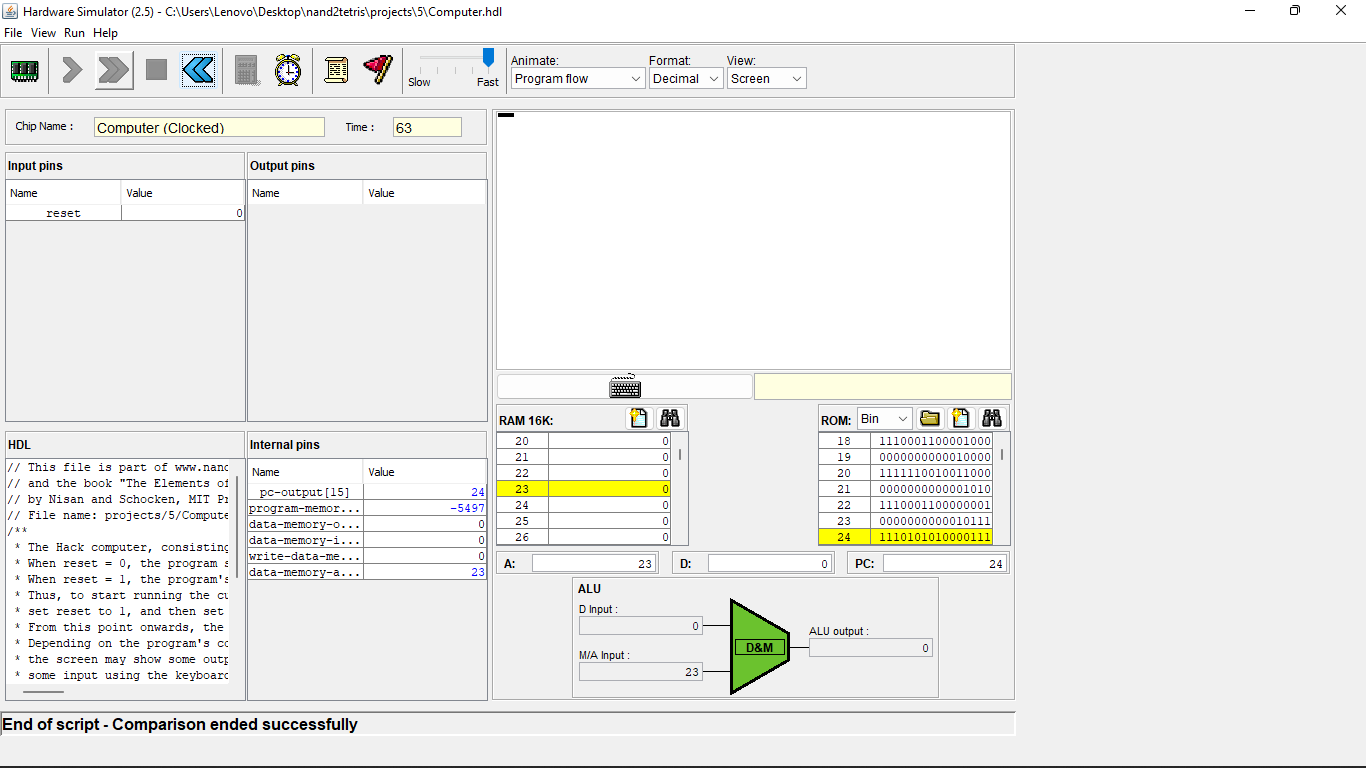 Hardware Simulator (2.5) - C:\Users\Lenovo\Desktop\nand2tetris\projects\5\Computer.hdl
File View Run Help
Slow Fast
Animate: Format: View:
Program flow Decimal Screen
Chip Name : Computer (Clocked) Time : 63
Input pins Output pins
Name Value Name Value
reset 0
HDL Internal pins
// This file is part of www.nand
// and the book "The Elements of
// by Nisan and Schocken, MIT Pr
// File name: projects/5/Compute
/**
* The Hack computer, consisting
* When reset = 0, the program s
* When reset = 1, the program's
* Thus, to start running the cu
* set reset to 1, and then set
* From this point onwards, the
* Depending on the program's co
* the screen may show some outp
* some input using the keyboard
Name Value
pc-output[15] 24
program-memor... -5497
data-memory-o... 0
data-memory-i... 0
write-data-me... 0
data-memory-a... 23
RAM 16K:
20 0
21 0
22 0
23 0
24 0
25 0
26 0
ROM: Bin
18 1110001100001000
19 0000000000010000
20 1111110010011000
21 0000000000001010
22 1110001100000001
23 0000000000010111
24 1110101010000111
A: 23 D: 0 PC: 24
ALU
D Input :
0
M/A Input :
23
D&M
ALU output :
0
End of script - Comparison ended successfully